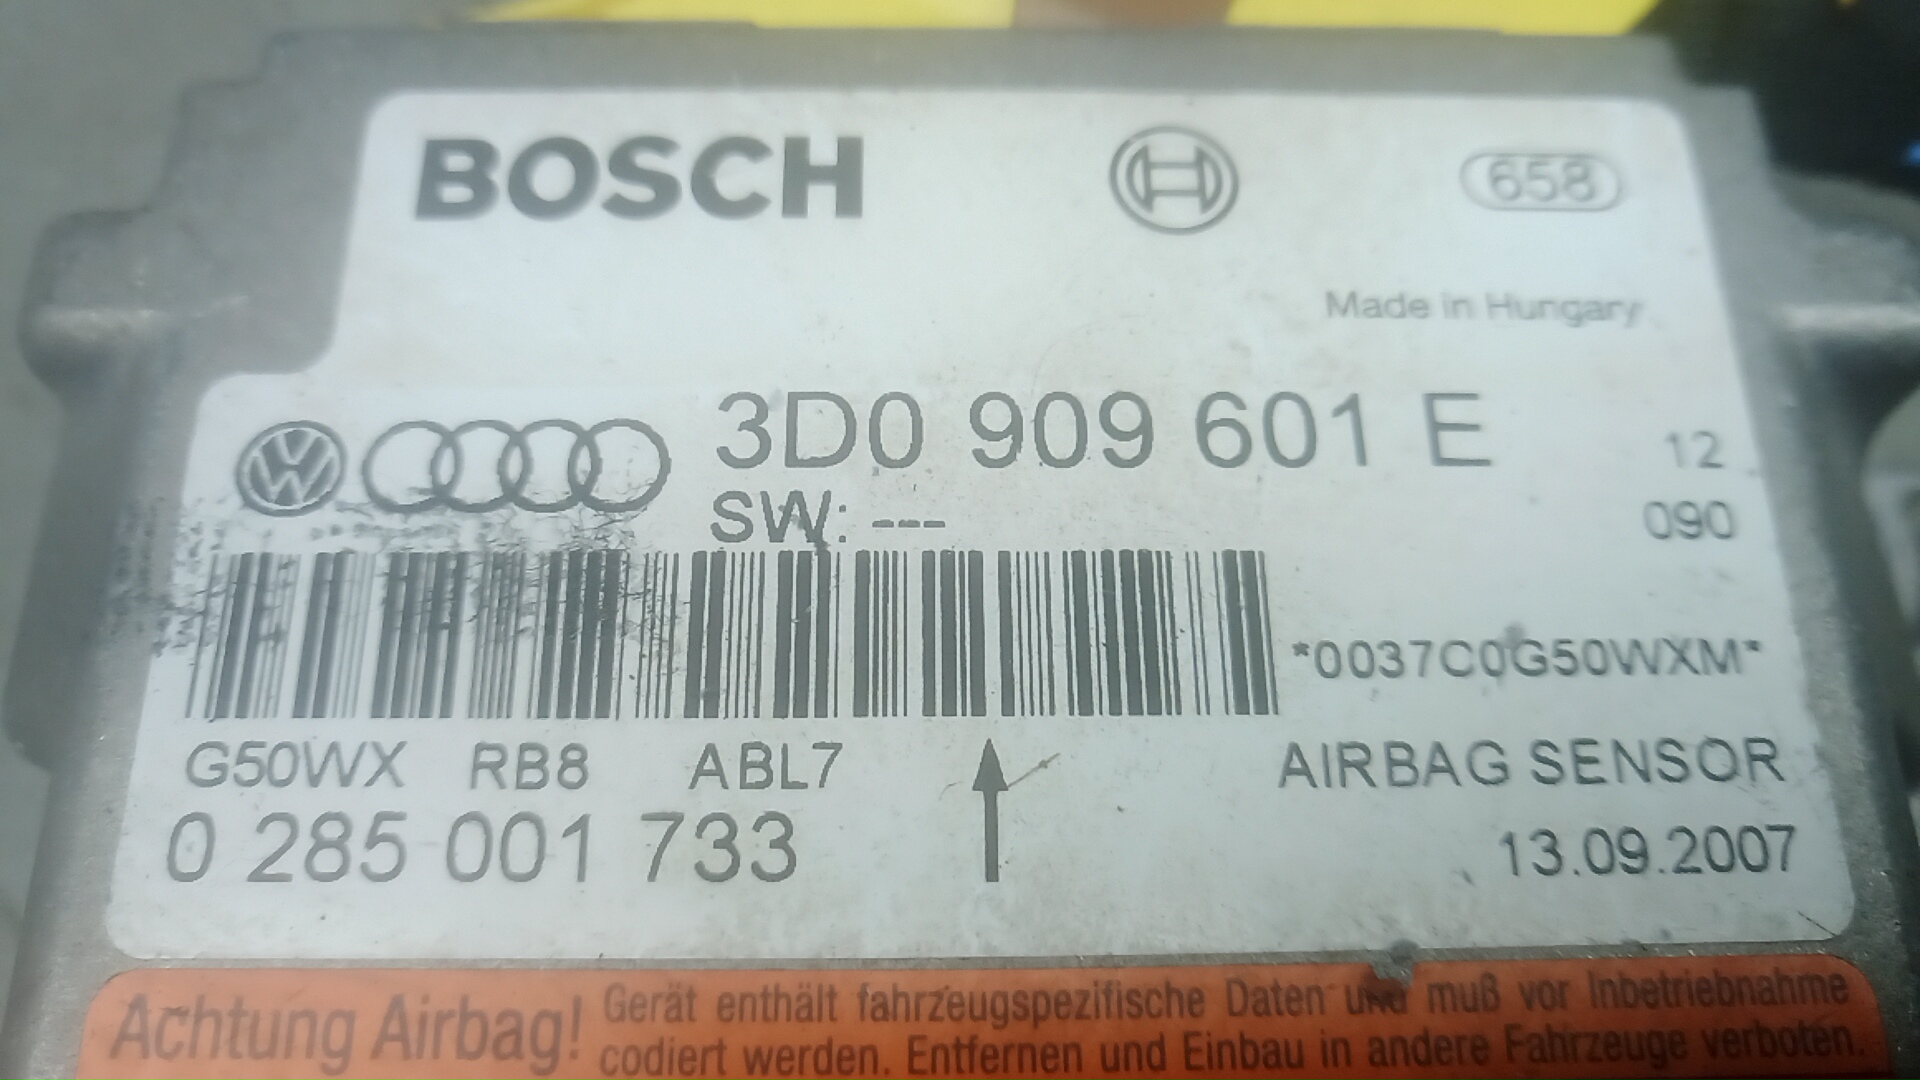 BOSCH
658
Made in Hungary
3D0 909 601 E
12
SW: ---
090
*0037C0G50WXM*
G50WX RB8 ABL7
AIRBAG SENSOR
0 285 001 733
13.09.2007
Achtung Airbag! Gerät enthält fahrzeugspezifische Daten und muß vor Inbetriebnahme
codiert werden. Entfernen und Einbau in andere Fahrzeuge verboten.